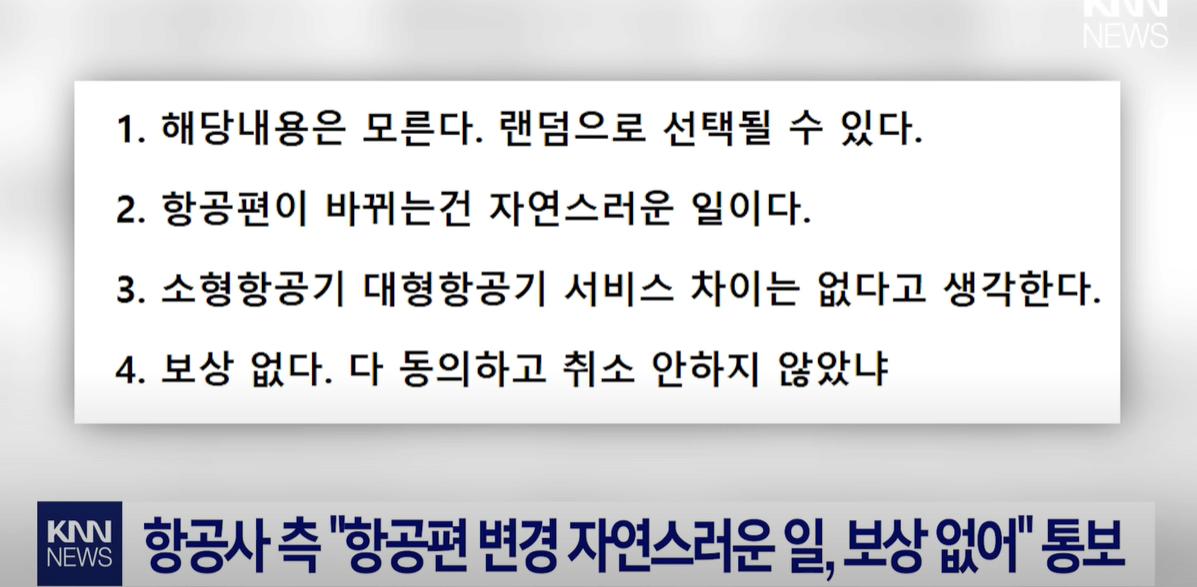 KNN
NEWS
1. 해당내용은 모른다. 랜덤으로 선택될 수 있다.
2. 항공편이 바뀌는건 자연스러운 일이다.
3. 소형항공기 대형항공기 서비스 차이는 없다고 생각한다.
4. 보상 없다. 다 동의하고 취소 안하지 않았냐
KNN
NEWS
항공사 측 "항공편 변경 자연스러운 일, 보상 없어" 통보